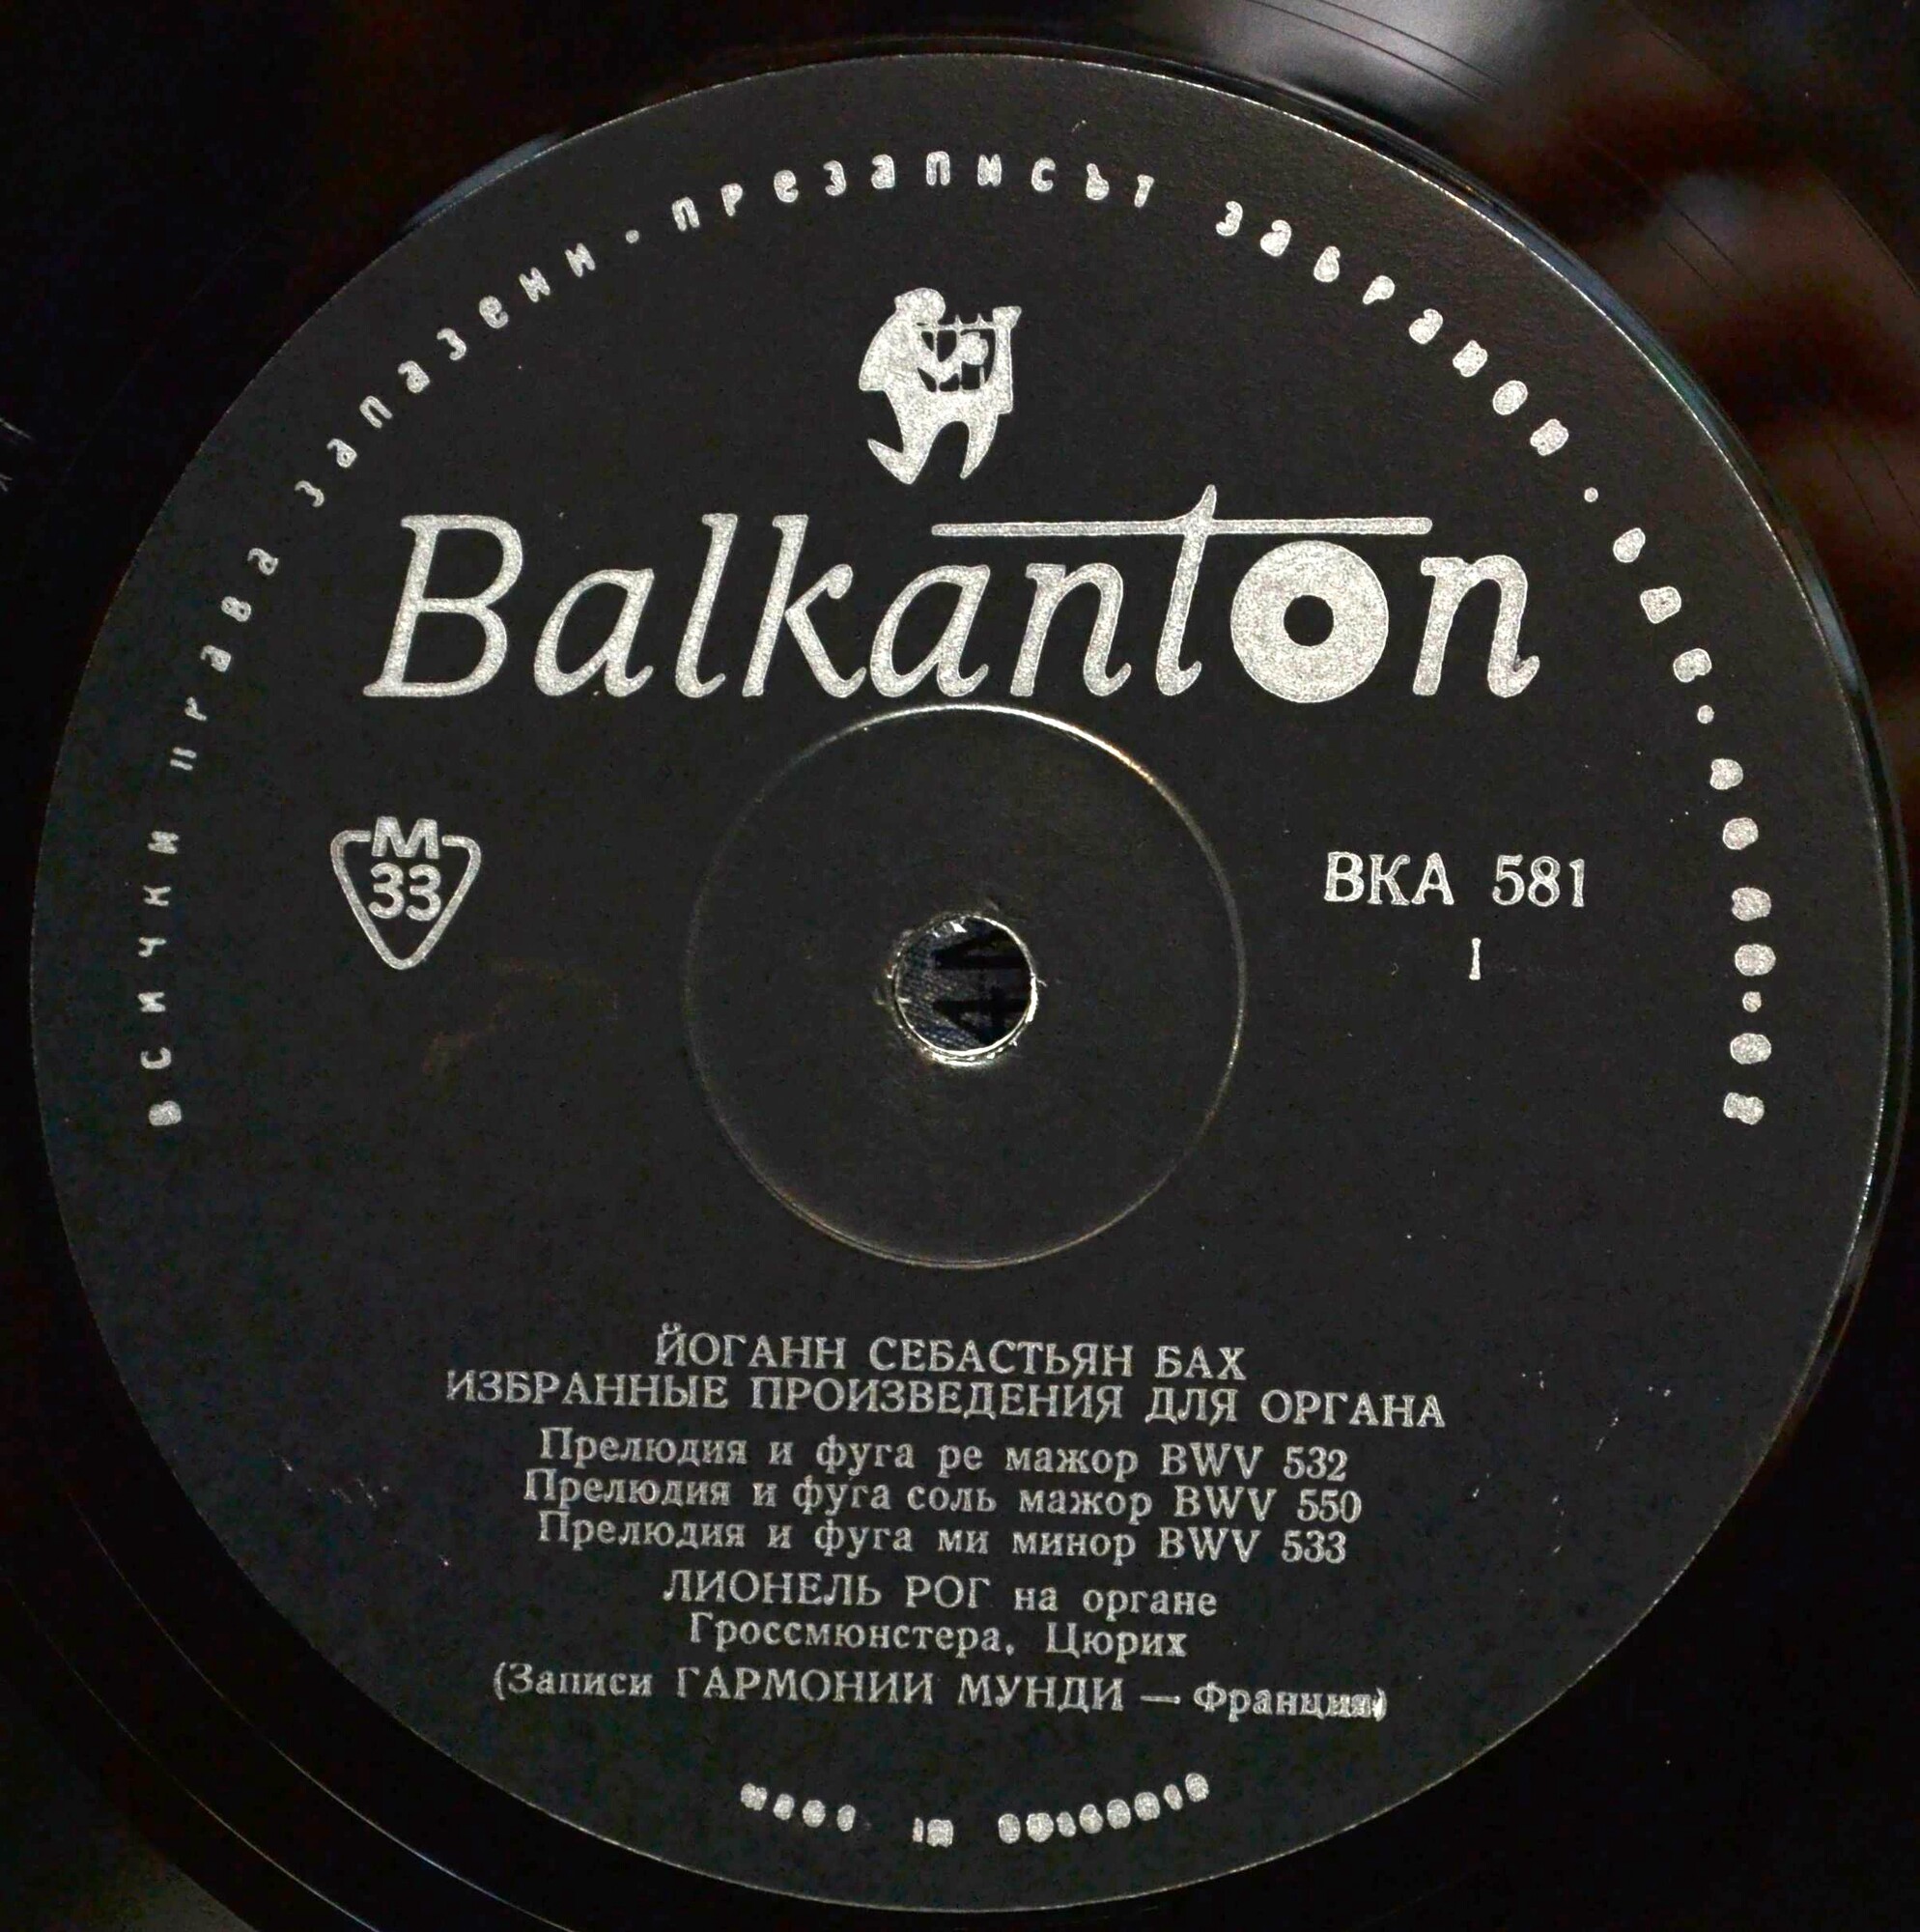 всички права запазени · презаписът забранен ·
Balkanton
М
33
ВКА 581
I
ЙОГАНН СЕБАСТЬЯН БАХ
ИЗБРАННЫЕ ПРОИЗВЕДЕНИЯ ДЛЯ ОРГАНА
Прелюдия и фуга ре мажор BWV 532
Прелюдия и фуга соль мажор BWV 550
Прелюдия и фуга ми минор BWV 533
ЛИОНЕЛЬ РОГ на органе
Гроссмюнстера, Цюрих
(Записи ГАРМОНИИ МУНДИ — Франция)
made in